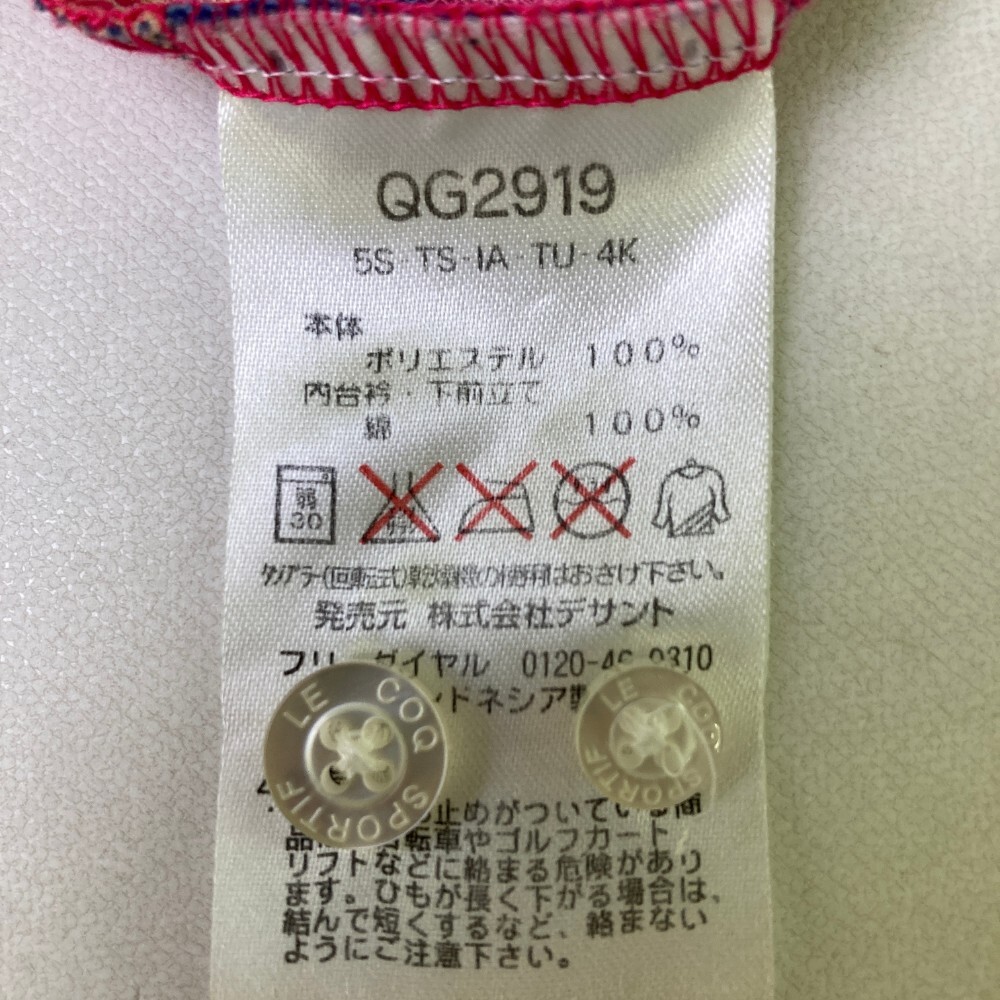 QG2919
5S-TS-IA-TU-4K
本体
ポリエステル 100%
内台衿・下前立て
綿 100%
弱
30
タンブラー(回転式)乾燥機の使用はおさけ下さい。
発売元 株式会社デサント
フリーダイヤル 0120-46-0310
ドネシア製
LE COQ SPORTIF
LE COQ SPORTIF
止めがついている商
品 転車やゴルフカート
リフトなどに絡まる危険があり
ます。ひもが長く下がる場合は、
結んで短くするなど、絡まない
ようにご注意下さい。